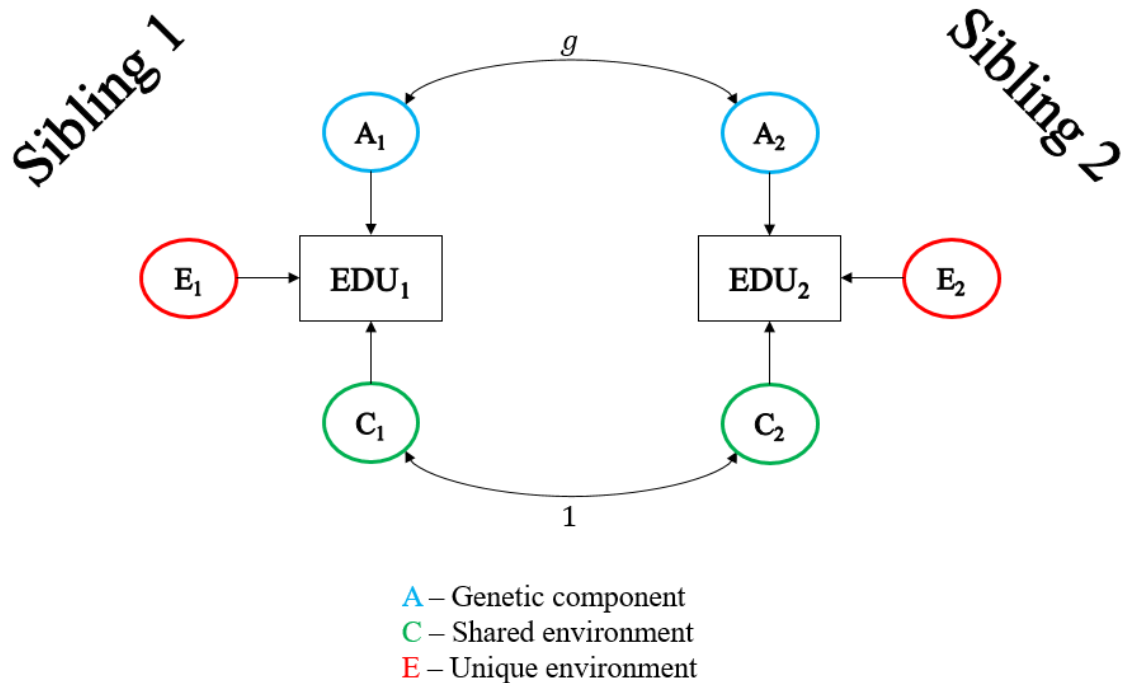 Sibling 1
Sibling 2
g
A₁
A₂
E₁
EDU₁
EDU₂
E₂
C₁
C₂
1
A – Genetic component
C – Shared environment
E – Unique environment